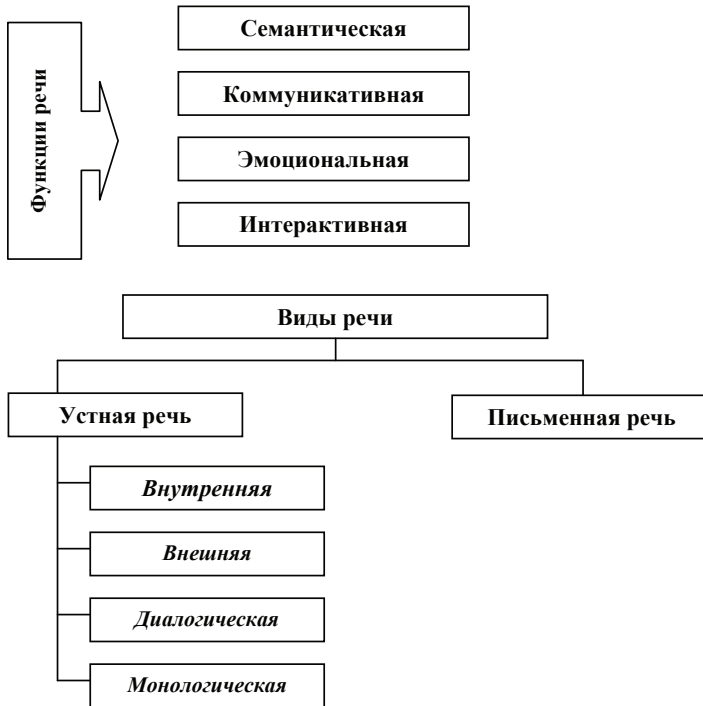 Функции речи
Семантическая
Коммуникативная
Эмоциональная
Интерактивная
Виды речи
Устная речь
Письменная речь
Внутренняя
Внешняя
Диалогическая
Монологическая